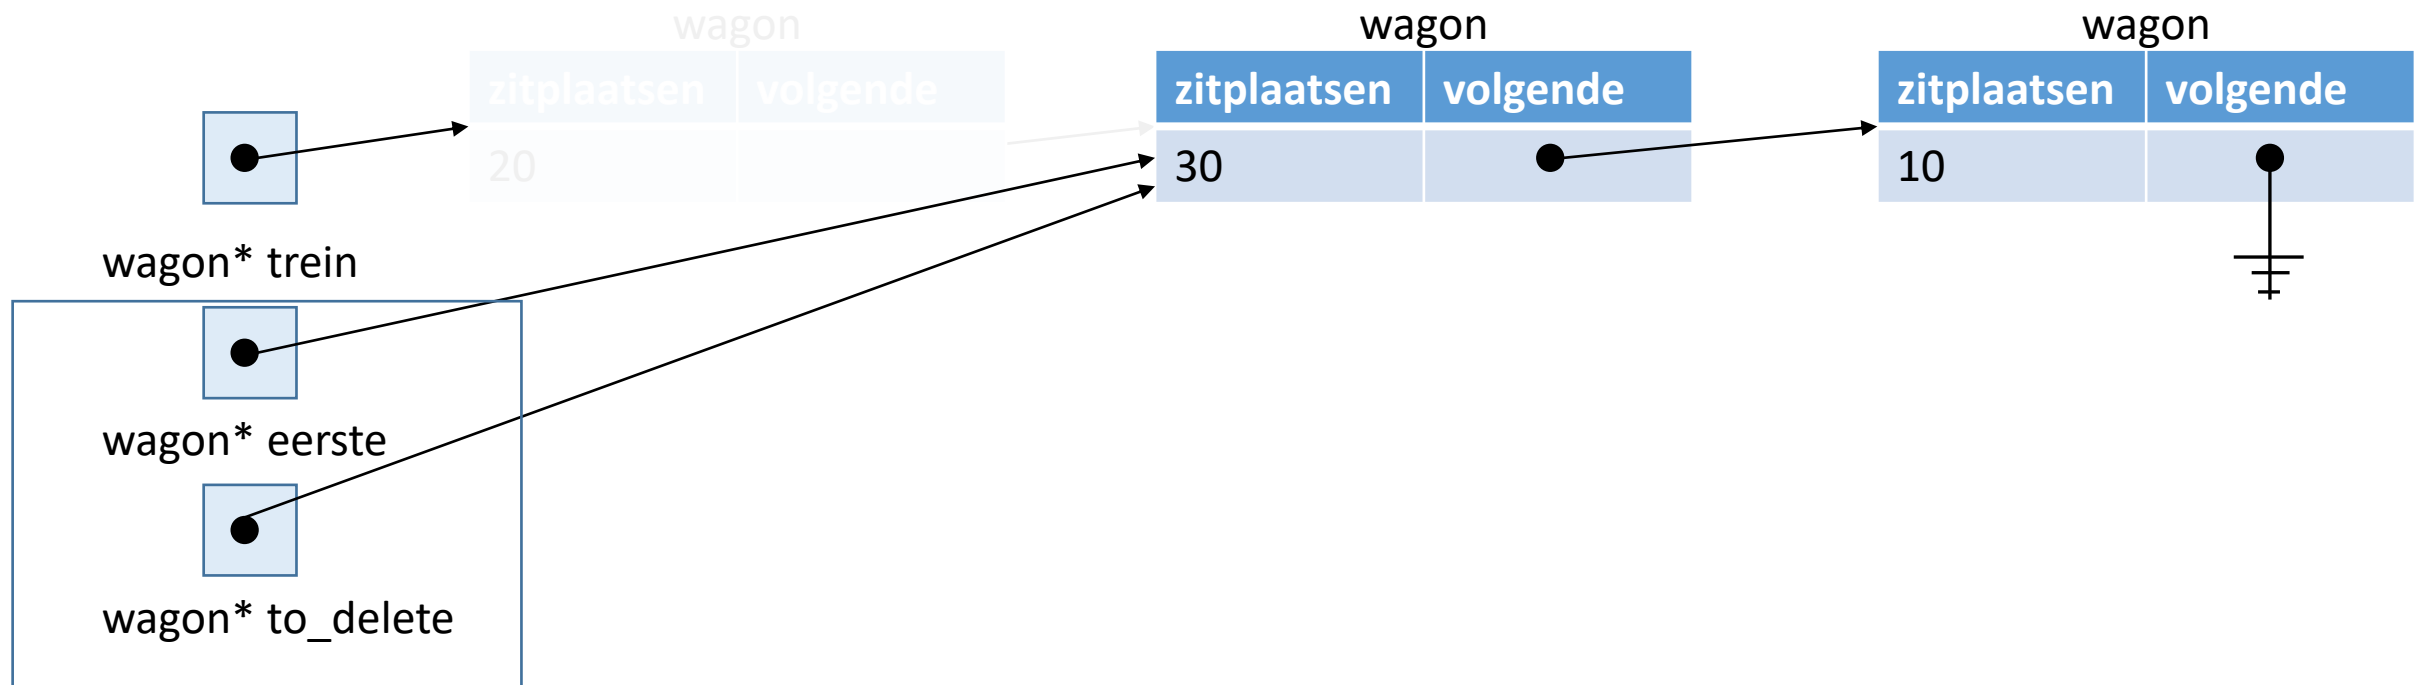 wagon
zitplaatsen volgende
20
wagon
zitplaatsen volgende
30
wagon
zitplaatsen volgende
10
wagon* trein
wagon* eerste
wagon* to_delete